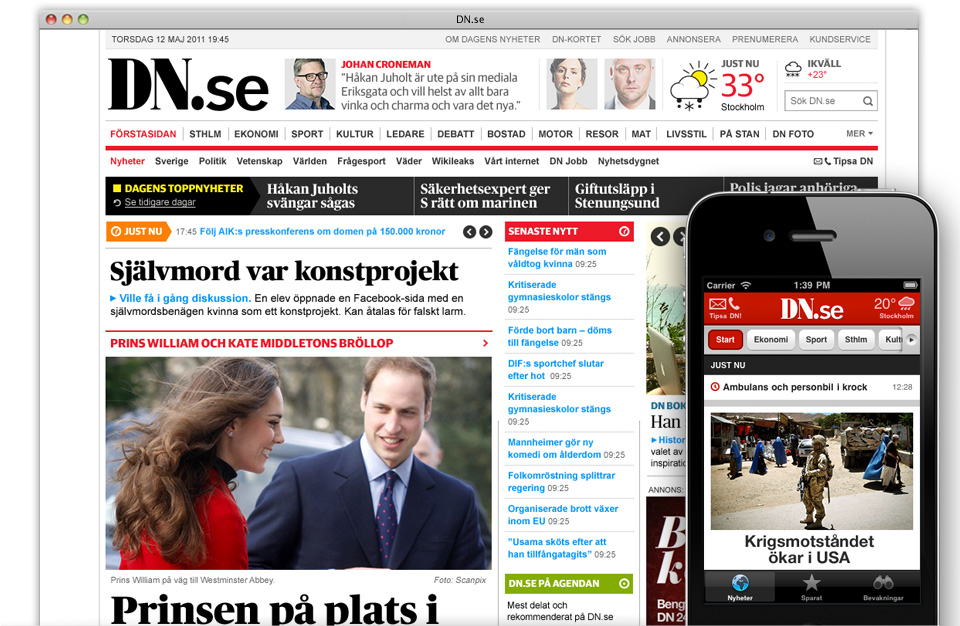 DN.se
TORSDAG 12 MAJ 2011 19:45
OM DAGENS NYHETER DN-KORTET SÖK JOBB ANNONSERA PRENUMERERA KUNDSERVICE
DN.se
JOHAN CRONEMAN
"Håkan Juholt är ute på sin mediala
Eriksgata och vill helst av allt bara
vinka och charma och vara det nya."
JUST NU
33°
Stockholm
IKVÄLL
+23°
Sök DN.se
FÖRSTASIDAN STHLM EKONOMI SPORT KULTUR LEDARE DEBATT BOSTAD MOTOR RESOR MAT LIVSSTIL PÅ STAN DN FOTO MER
Nyheter Sverige Politik Vetenskap Världen Frågesport Väder Wikileaks Vårt internet DN Jobb Nyhetsdygnet Tipsa DN
DAGENS TOPPNYHETER
Se tidigare dagar
Håkan Juholts
svängar sågas
Säkerhetsexpert ger
S rätt om marinen
Giftutsläpp i
Stenungsund
Polis jagar anhöriga
JUST NU 17:45 Följ AIK:s presskonferens om domen på 150.000 kronor
Självmord var konstprojekt
Ville få i gång diskussion. En elev öppnade en Facebook-sida med en
självmordsbenägen kvinna som ett konstprojekt. Kan åtalas för falskt larm.
PRINS WILLIAM OCH KATE MIDDLETONS BRÖLLOP
Prins William på väg till Westminster Abbey. Foto: Scanpix
Prinsen på plats i
SENASTE NYTT
Fängelse för män som
våldtog kvinna 09:25
Kritiserade
gymnasieskolor stängs
09:25
Förde bort barn – döms
till fängelse 09:25
DIF:s sportchef slutar
efter hot 09:25
Kritiserade
gymnasieskolor stängs
09:25
Mannheimer gör ny
komedi om ålderdom 09:25
Folkomröstning splittrar
regering 09:25
Organiserade brott växer
inom EU 09:25
"Usama sköts efter att
han tillfångatagits" 09:25
DN.SE PÅ AGENDAN
Mest delat och
rekommenderat på DN.se
DN BOK
Han
Histor
valet av
inspiratio
ANNONS:
B
k
Beng
DN 24
Carrier 1:39 PM
Tipsa DN!
DN.se
20°
Stockholm
Start Ekonomi Sport Sthlm Kult
JUST NU
Ambulans och personbil i krock 12:28
Krigsmotståndet
ökar i USA
Nyheter Sparat Bevakningar